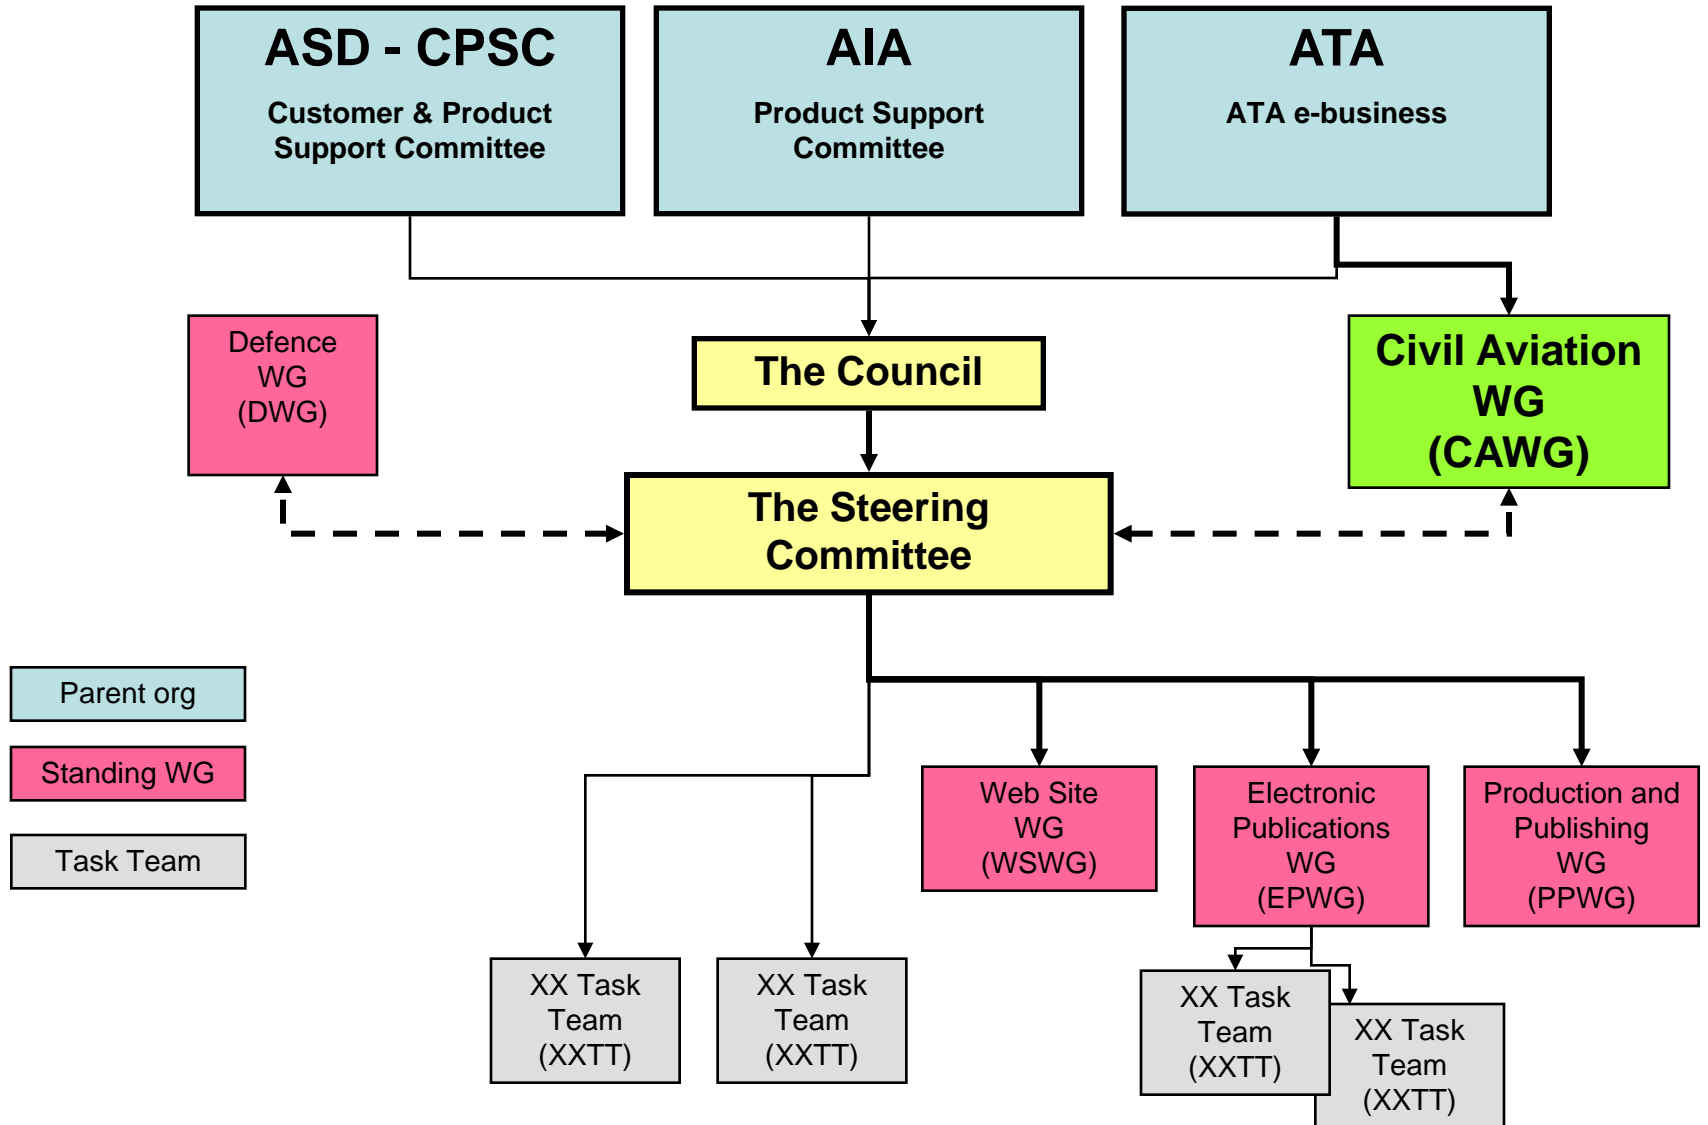 ASD - CPSC
Customer & Product
Support Committee
AIA
Product Support
Committee
ATA
ATA e-business
Defence
WG
(DWG)
The Council
Civil Aviation
WG
(CAWG)
The Steering
Committee
Parent org
Standing WG
Task Team
Web Site
WG
(WSWG)
Electronic
Publications
WG
(EPWG)
Production and
Publishing
WG
(PPWG)
XX Task
Team
(XXTT)
XX Task
Team
(XXTT)
XX Task
Team
(XXTT)
XX Task
Team
(XXTT)